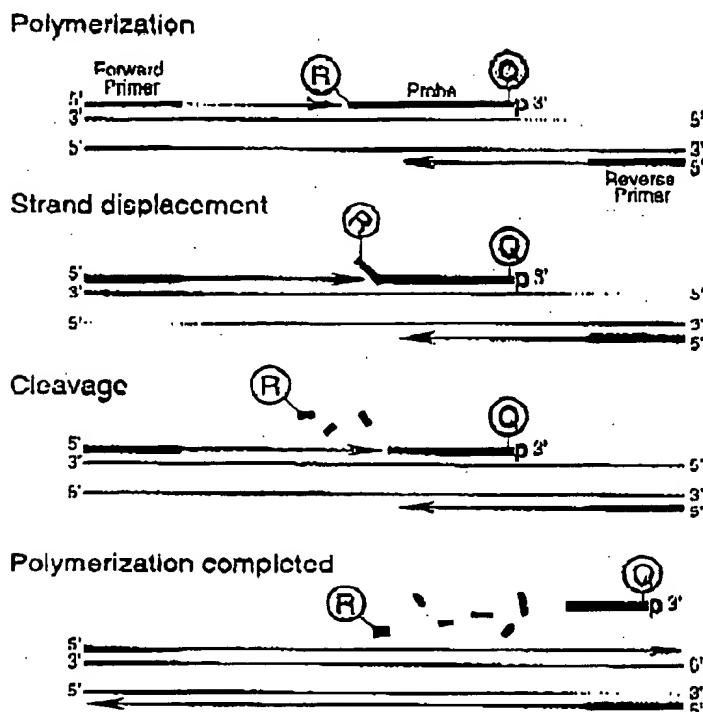 Polymerization
Forward
Primer
R
Probe
Q
5'
p 3'
3'
5'
5'
3'
5'
Reverse
Primer
Strand displacement
R
Q
5'
p 3'
3'
5'
5'
3'
5'
Cleavage
R
Q
5'
p 3'
3'
5'
5'
3'
5'
Polymerization completed
R
Q
p 3'
5'
3'
5'
5'
3'
5'